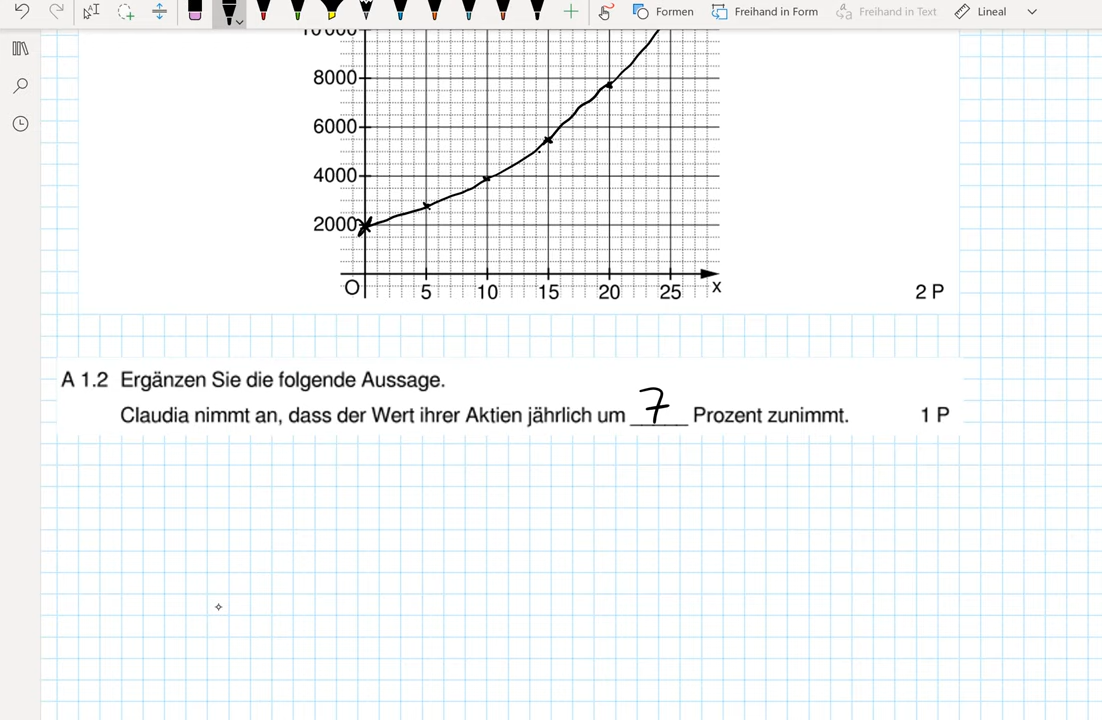 Formen Freihand in Form Freihand in Text Lineal
10 000
8000
6000
4000
2000
O 5 10 15 20 25 x
2 P
A 1.2 Ergänzen Sie die folgende Aussage.
Claudia nimmt an, dass der Wert ihrer Aktien jährlich um 7 Prozent zunimmt. 1 P